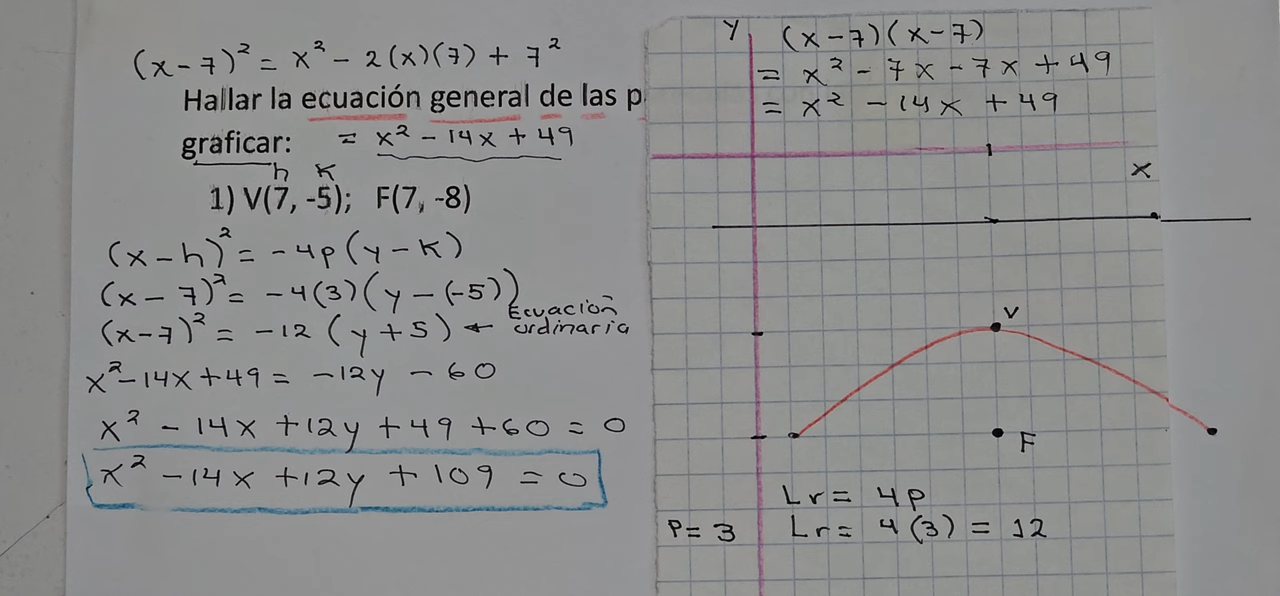 (x-7)² = x² - 2(x)(7) + 7²
Hallar la ecuación general de las p
graficar: = x² - 14x + 49
h K
1) V(7, -5); F(7, -8)
(x-h)² = -4p(y-K)
(x-7)² = -4(3)(y-(-5))
(x-7)² = -12(y+5) ← Ecuación
ordinaria
x²-14x+49 = -12y - 60
x² - 14x + 12y + 49 + 60 = 0
x² - 14x + 12y + 109 = 0
Y
(x-7)(x-7)
= x² - 7x - 7x + 49
= x² - 14x + 49
x
V
F
Lr = 4p
P = 3 Lr = 4(3) = 12